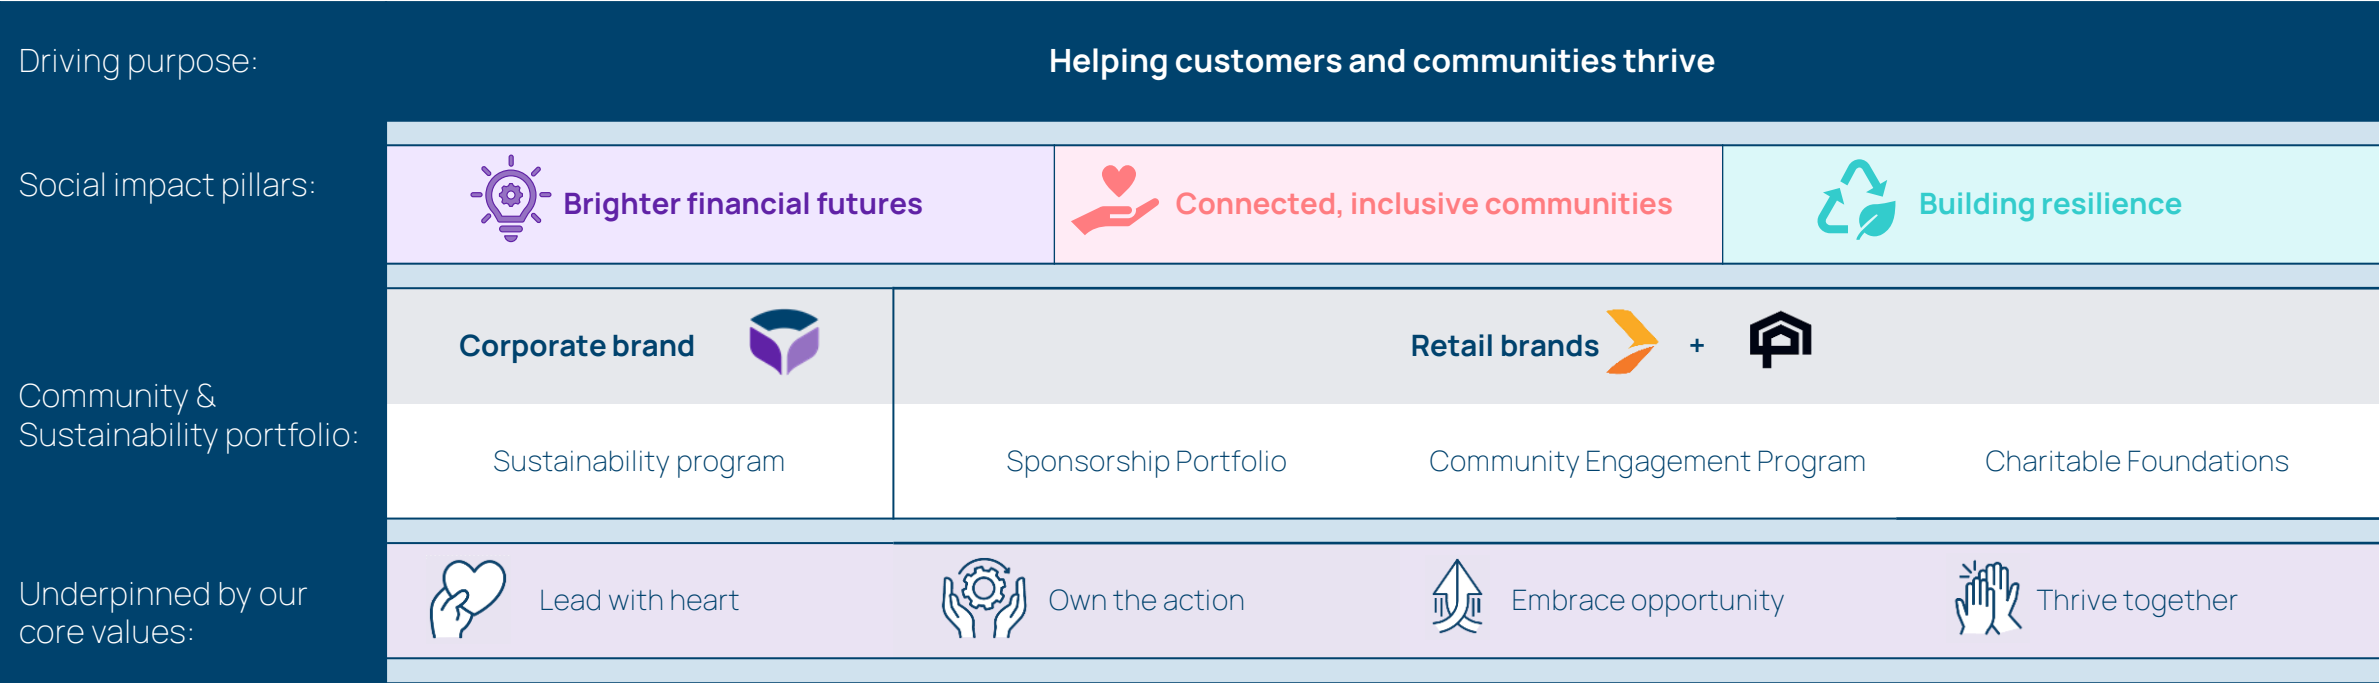 Driving purpose:
Helping customers and communities thrive
Social impact pillars:
Brighter financial futures
Connected, inclusive communities
Building resilience
Community &
Sustainability portfolio:
Corporate brand
Retail brands
+
Sustainability program
Sponsorship Portfolio
Community Engagement Program
Charitable Foundations
Underpinned by our
core values:
Lead with heart
Own the action
Embrace opportunity
Thrive together